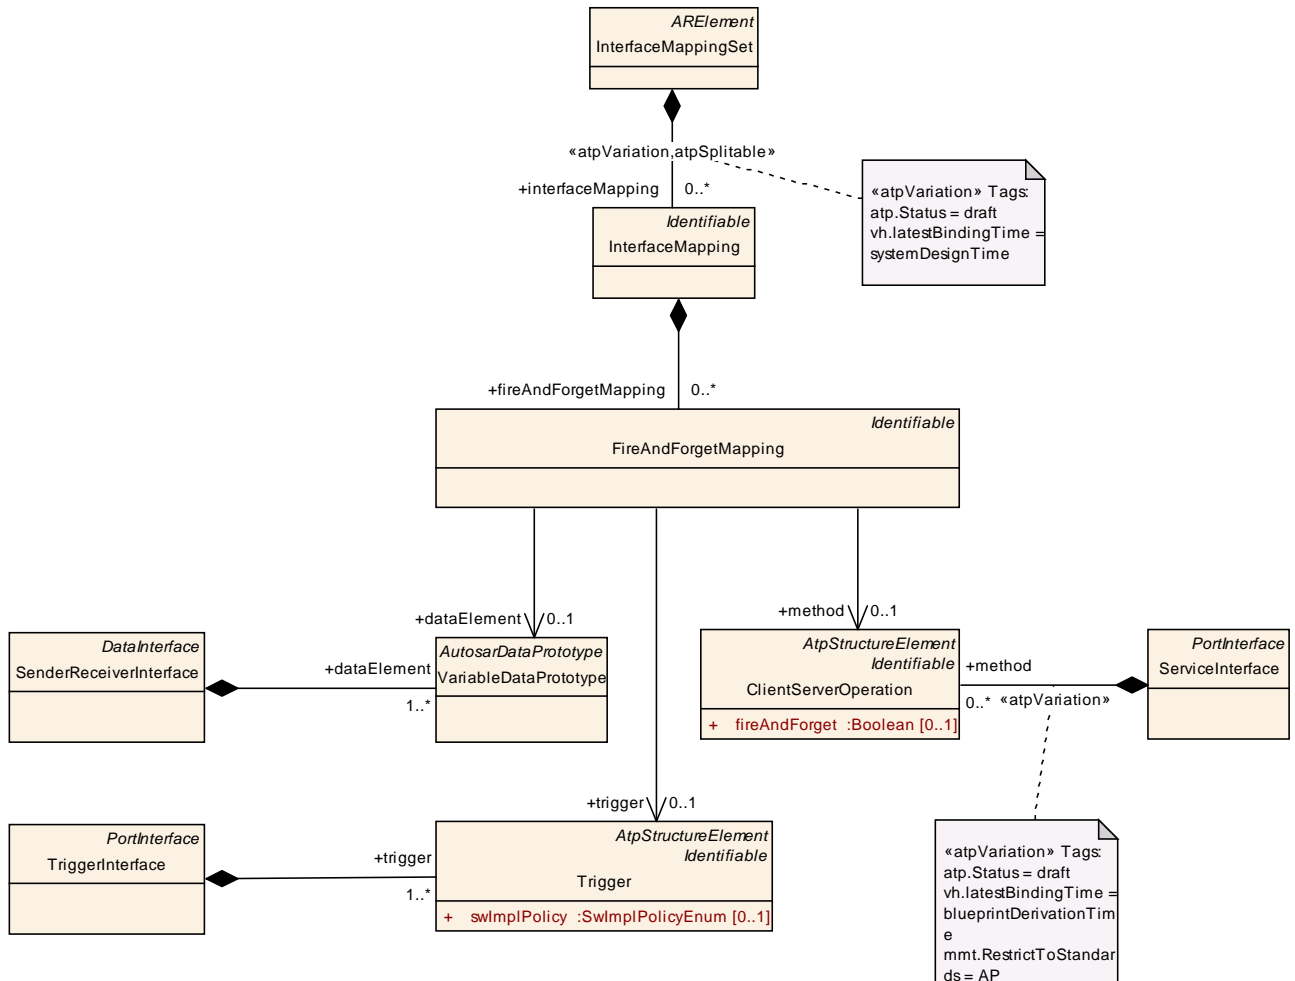 ARElement
InterfaceMappingSet
«atpVariation,atpSplitable»
+interfaceMapping 0..*
«atpVariation» Tags:
atp.Status = draft
vh.latestBindingTime =
systemDesignTime
Identifiable
InterfaceMapping
+fireAndForgetMapping 0..*
Identifiable
FireAndForgetMapping
+dataElement 0..1
+method 0..1
DataInterface
SenderReceiverInterface
+dataElement
1..*
AutosarDataPrototype
VariableDataPrototype
AtpStructureElement
Identifiable
ClientServerOperation
+ fireAndForget :Boolean [0..1]
+method
0..* «atpVariation»
PortInterface
ServiceInterface
+trigger 0..1
PortInterface
TriggerInterface
+trigger
1..*
AtpStructureElement
Identifiable
Trigger
+ swImplPolicy :SwImplPolicyEnum [0..1]
«atpVariation» Tags:
atp.Status = draft
vh.latestBindingTime =
blueprintDerivationTim
e
mmt.RestrictToStandar
ds = AP